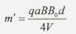 m' = qaBB₀d / 4V